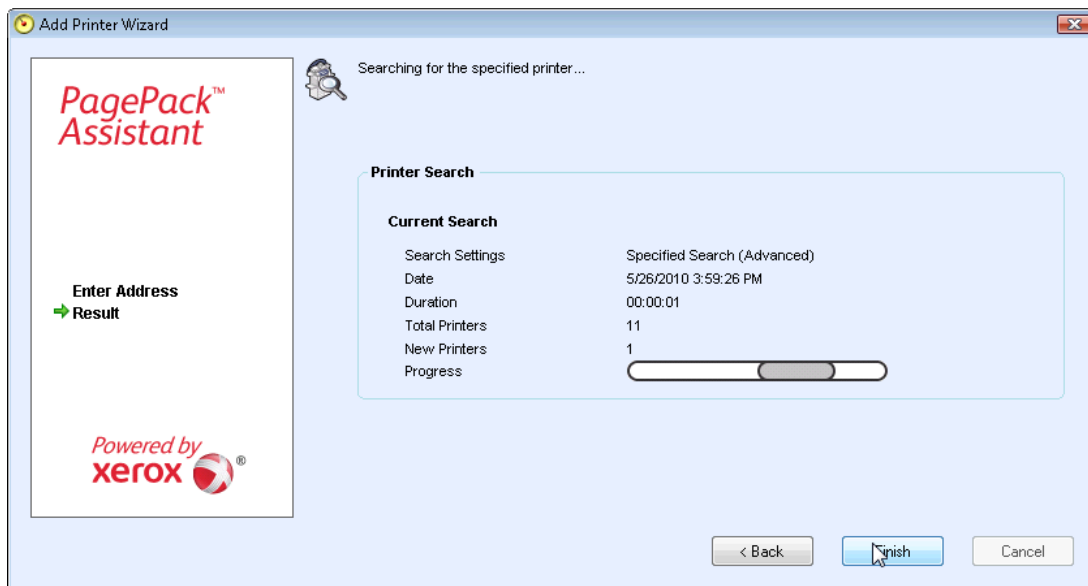 Add Printer Wizard
PagePack™
Assistant
Enter Address
Result
Powered by
xerox ®
Searching for the specified printer...
Printer Search
Current Search
Search Settings Specified Search (Advanced)
Date 5/26/2010 3:59:26 PM
Duration 00:00:01
Total Printers 11
New Printers 1
Progress
< Back Finish Cancel